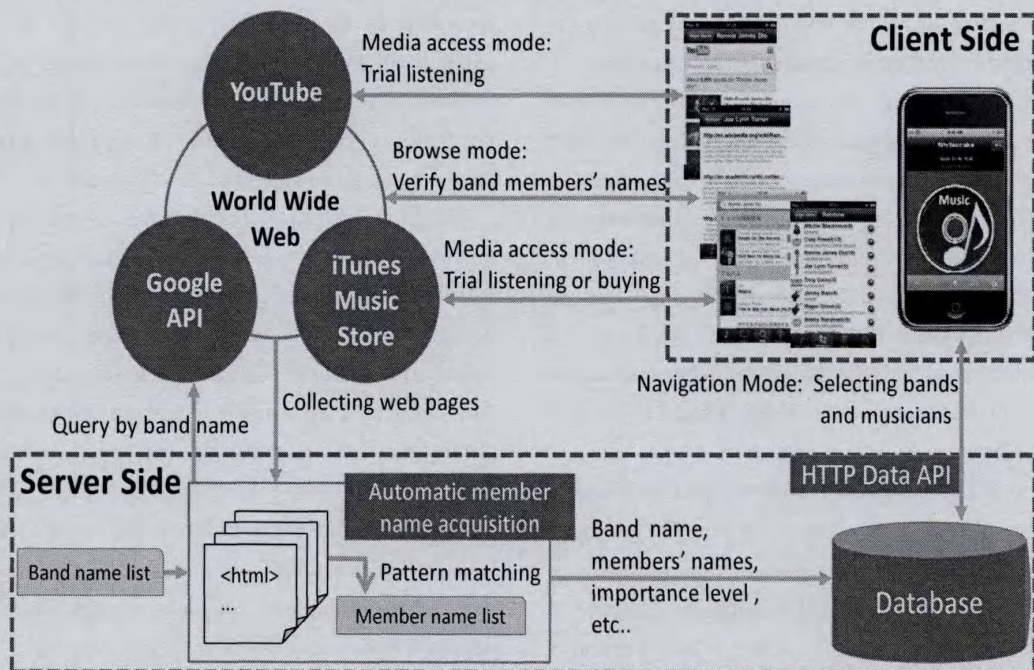 Client Side
Media access mode:
Trial listening
YouTube
Browse mode:
Verify band members' names
World Wide
Web
Media access mode:
Trial listening or buying
Google
API
iTunes
Music
Store
Music
Collecting web pages
Query by band name
Navigation Mode: Selecting bands
and musicians
Server Side
HTTP Data API
Automatic member
name acquisition
Band name list
<html>
...
Pattern matching
Member name list
Band name,
members' names,
importance level ,
etc..
Database